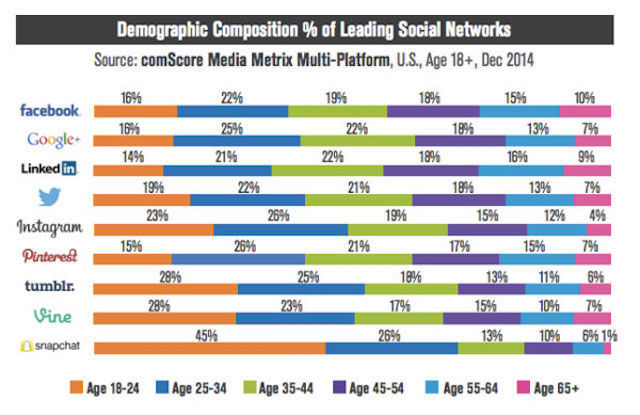 Demographic Composition % of Leading Social Networks
Source: comScore Media Metrix Multi-Platform, U.S., Age 18+, Dec 2014
facebook. 16% 22% 19% 18% 15% 10%
Google+ 16% 25% 22% 18% 13% 7%
Linked in 14% 21% 22% 18% 16% 9%
19% 22% 21% 18% 13% 7%
Instagram 23% 26% 19% 15% 12% 4%
Pinterest 15% 26% 21% 17% 15% 7%
tumblr. 28% 25% 18% 13% 11% 6%
Vine 28% 23% 17% 15% 10% 7%
snapchat 45% 26% 13% 10% 6% 1%
Age 18-24 Age 25-34 Age 35-44 Age 45-54 Age 55-64 Age 65+